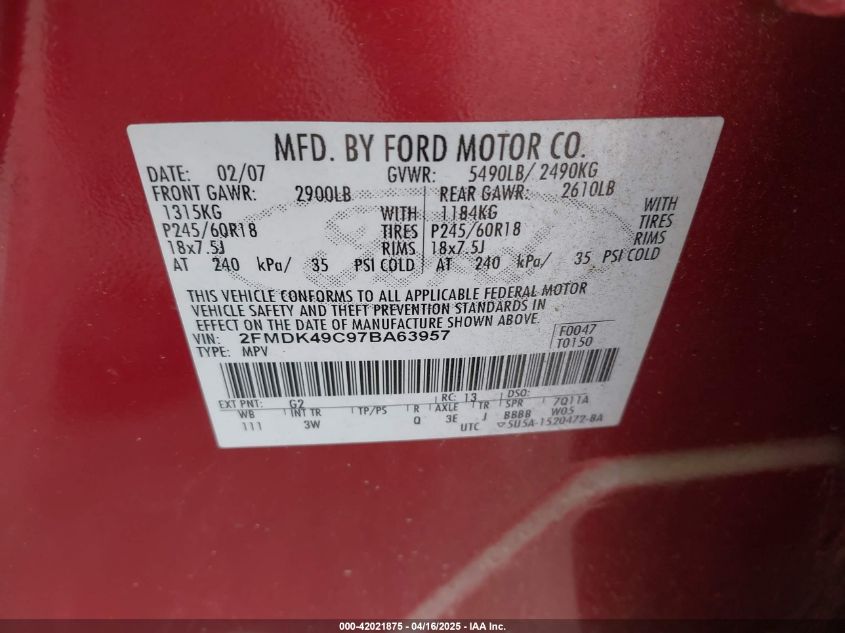 MFD. BY FORD MOTOR CO.
DATE: 02/07 GVWR: 5490LB/ 2490KG
FRONT GAWR: 2900LB REAR GAWR: 2610LB
1315KG WITH 1184KG WITH
P245/60R18 TIRES P245/60R18 TIRES
18x7.5J RIMS 18x7.5J RIMS
AT 240 kPa/ 35 PSI COLD AT 240 kPa/ 35 PSI COLD
THIS VEHICLE CONFORMS TO ALL APPLICABLE FEDERAL MOTOR
VEHICLE SAFETY AND THEFT PREVENTION STANDARDS IN
EFFECT ON THE DATE OF MANUFACTURE SHOWN ABOVE.
VIN: 2FMDK49C97BA63957 F0047
TYPE: MPV T0150
EXT PNT: G2 RC: 13 DSO: 7Q11A
WB INT TR TP/PS R AXLE TR SPR W05
111 3W Q 3E J BBBB
UTC ▽5U5A-1520472-BA
000-42021875 - 04/16/2025 - IAA Inc.